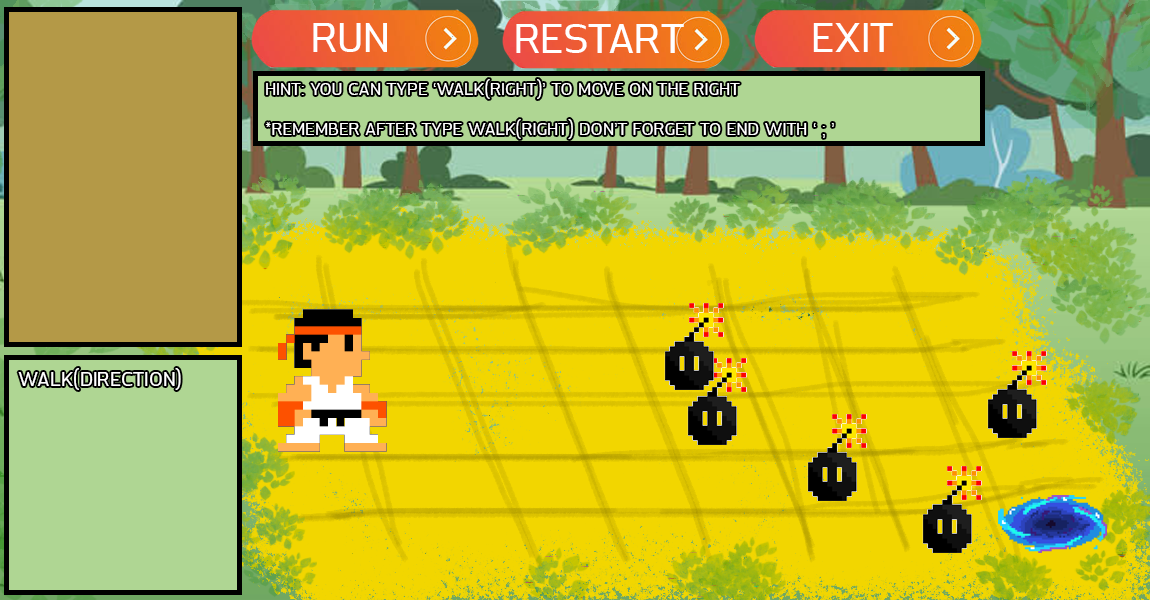 RUN
RESTART
EXIT
HINT: YOU CAN TYPE 'WALK(RIGHT)' TO MOVE ON THE RIGHT
*REMEMBER AFTER TYPE WALK(RIGHT) DON'T FORGET TO END WITH ' ; '
WALK(DIRECTION)